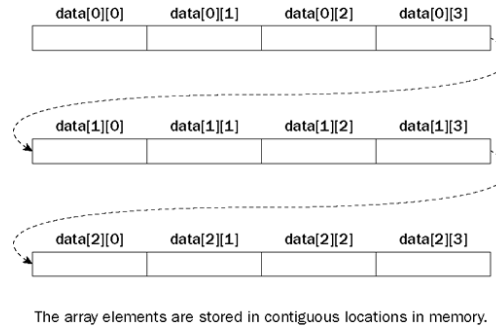 data[0][0] data[0][1] data[0][2] data[0][3]
data[1][0] data[1][1] data[1][2] data[1][3]
data[2][0] data[2][1] data[2][2] data[2][3]
The array elements are stored in contiguous locations in memory.